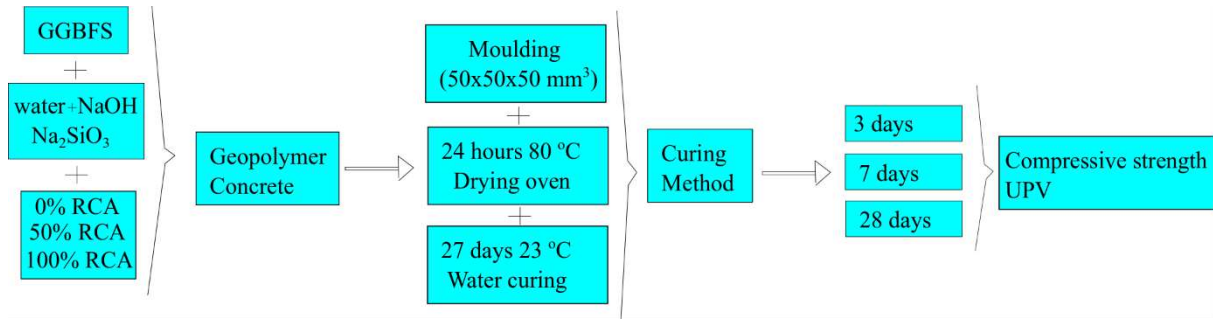 GGBFS
+
water+NaOH
Na₂SiO₃
+
0% RCA
50% RCA
100% RCA
Geopolymer
Concrete
Moulding
(50x50x50 mm³)
+
24 hours 80 °C
Drying oven
+
27 days 23 °C
Water curing
Curing
Method
3 days
7 days
28 days
Compressive strength
UPV